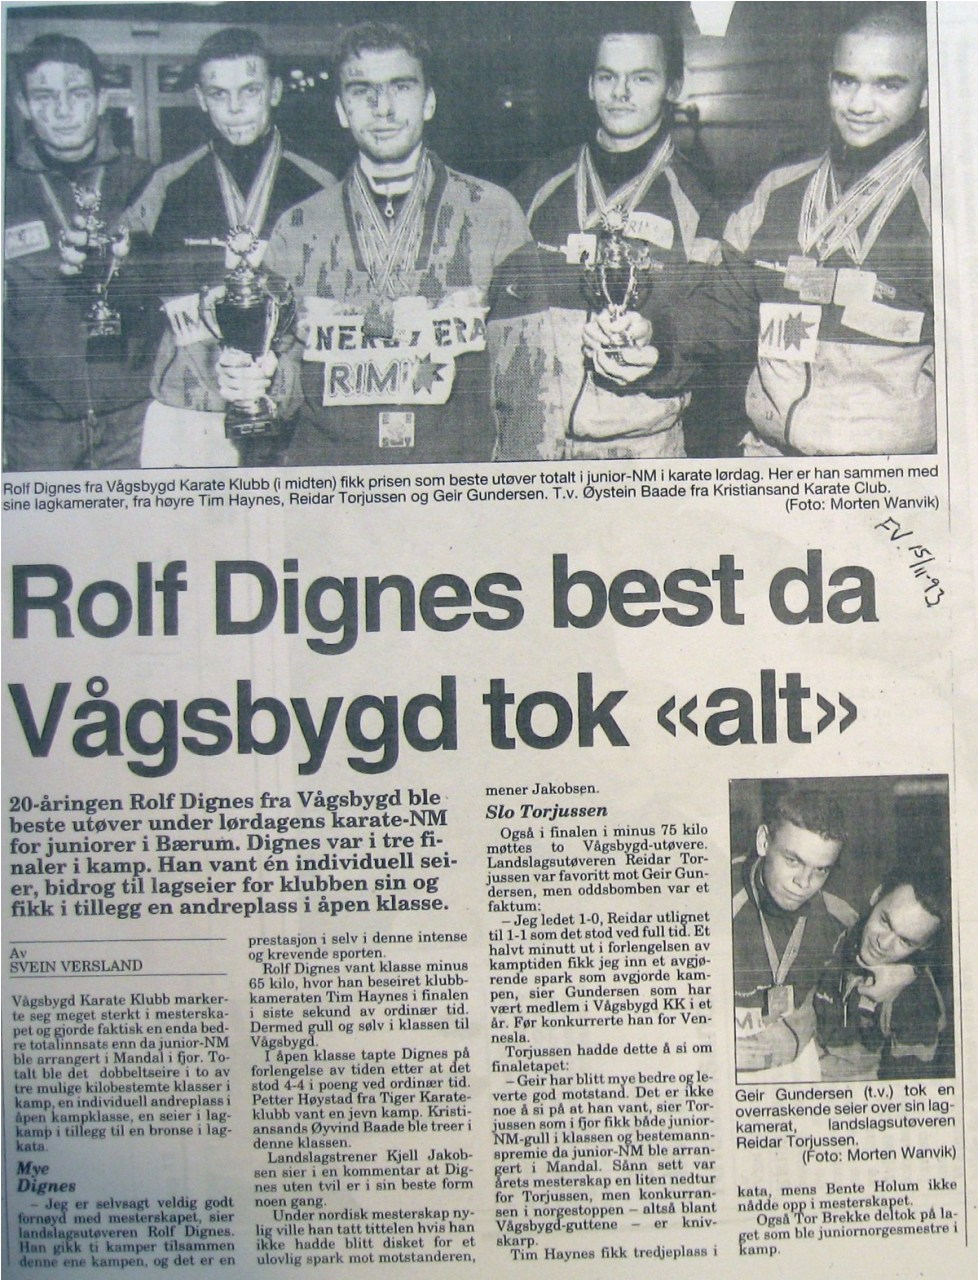 NERGY ERA
RIMI
RIMI
MI
Rolf Dignes fra Vågsbygd Karate Klubb (i midten) fikk prisen som beste utøver totalt i junior-NM i karate lørdag. Her er han sammen med
sine lagkamerater, fra høyre Tim Haynes, Reidar Torjussen og Geir Gundersen. T.v. Øystein Baade fra Kristiansand Karate Club.
(Foto: Morten Wanvik)
FV. 15/11-93
Rolf Dignes best da
Vågsbygd tok «alt»
20-åringen Rolf Dignes fra Vågsbygd ble
beste utøver under lørdagens karate-NM
for juniorer i Bærum. Dignes var i tre fi-
naler i kamp. Han vant én individuell sei-
er, bidrog til lagseier for klubben sin og
fikk i tillegg en andreplass i åpen klasse.
Av
SVEIN VERSLAND
Vågsbygd Karate Klubb marker-
te seg meget sterkt i mesterska-
pet og gjorde faktisk en enda bed-
re totalinnsats enn da junior-NM
ble arrangert i Mandal i fjor. To-
talt ble det dobbeltseire i to av
tre mulige kilobestemte klasser i
kamp, en individuell andreplass i
åpen kampklasse, en seier i lag-
kamp i tillegg til en bronse i lag-
kata.
Mye
Dignes
– Jeg er selvsagt veldig godt
fornøyd med mesterskapet, sier
landslagsutøveren Rolf Dignes.
Han gikk ti kamper tilsammen
denne ene kampen, og det er en
prestasjon i selv i denne intense
og krevende sporten.
Rolf Dignes vant klasse minus
65 kilo, hvor han beseiret klubb-
kameraten Tim Haynes i finalen
i siste sekund av ordinær tid.
Dermed gull og sølv i klassen til
Vågsbygd.
I åpen klasse tapte Dignes på
forlengelse av tiden etter at det
stod 4-4 i poeng ved ordinær tid.
Petter Høystad fra Tiger Karate-
klubb vant en jevn kamp. Kristi-
ansands Øyvind Baade ble treer i
denne klassen.
Landslagstrener Kjell Jakob-
sen sier i en kommentar at Dig-
nes uten tvil er i sin beste form
noen gang.
Under nordisk mesterskap ny-
lig ville han tatt tittelen hvis han
ikke hadde blitt disket for et
ulovlig spark mot motstanderen,
mener Jakobsen.
Slo Torjussen
Også i finalen i minus 75 kilo
møttes to Vågsbygd-utøvere.
Landslagsutøveren Reidar Tor-
jussen var favoritt mot Geir Gun-
dersen, men oddsbomben var et
faktum:
– Jeg ledet 1-0, Reidar utlignet
til 1-1 som det stod ved full tid. Et
halvt minutt ut i forlengelsen av
kamptiden fikk jeg inn et avgjø-
rende spark som avgjorde kam-
pen, sier Gundersen som har
vært medlem i Vågsbygd KK i et
år. Før konkurrerte han for Ven-
nesla.
Torjussen hadde dette å si om
finaletapet:
– Geir har blitt mye bedre og le-
verte god motstand. Det er ikke
noe å si på at han vant, sier Tor-
jussen som i fjor fikk både junior-
NM-gull i klassen og bestemann-
spremie da junior-NM ble arran-
gert i Mandal. Sånn sett var
årets mesterskap en liten nedtur
for Torjussen, men konkurran-
sen i norgestoppen – altså blant
Vågsbygd-guttene – er kniv-
skarp.
Tim Haynes fikk tredjeplass i
MI
Geir Gundersen (t.v.) tok en
overraskende seier over sin lag-
kamerat, landslagsutøveren
Reidar Torjussen.
(Foto: Morten Wanvik)
kata, mens Bente Holum ikke
nådde opp i mesterskapet.
Også Tor Brekke deltok på la-
get som ble juniornorgesmestre i
kamp.